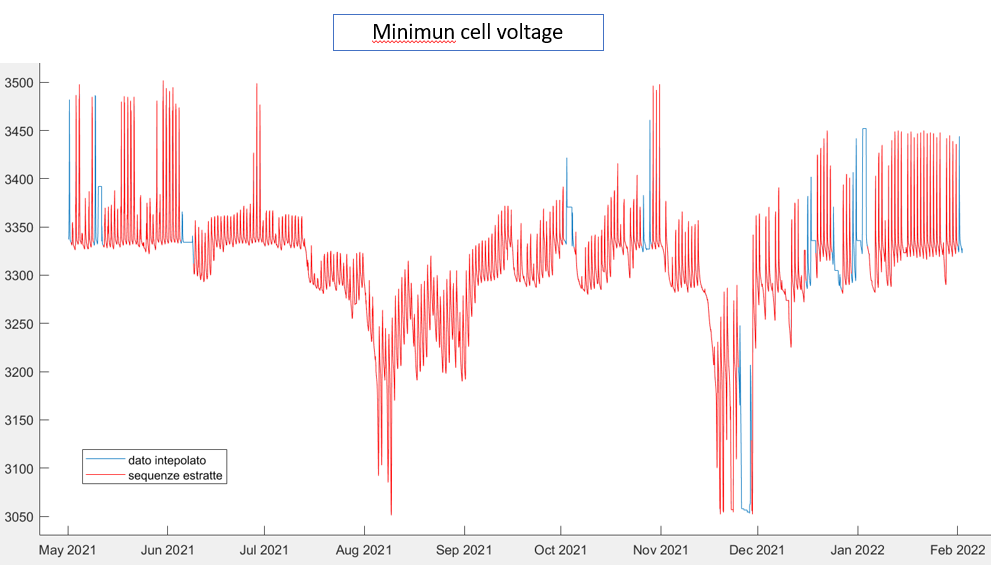 Minimun cell voltage
3500
3450
3400
3350
3300
3250
3200
3150
3100
3050
dato intepolato
sequenze estratte
May 2021 Jun 2021 Jul 2021 Aug 2021 Sep 2021 Oct 2021 Nov 2021 Dec 2021 Jan 2022 Feb 2022